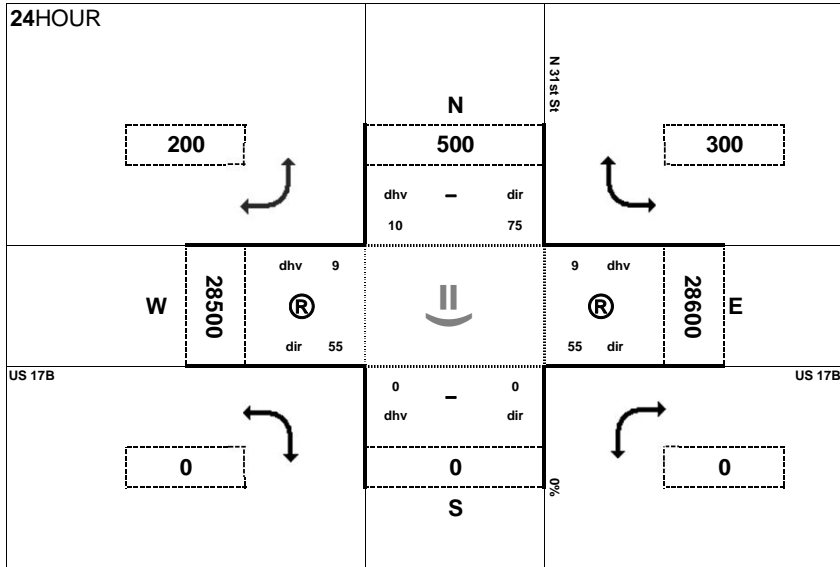 24HOUR
N 31st St
N
200
500
300
dhv – dir
10 75
dhv 9
9 dhv
W
28500
®
®
28600
E
dir 55
55 dir
US 17B
US 17B
0 – 0
dhv dir
0
0
0
S
0%